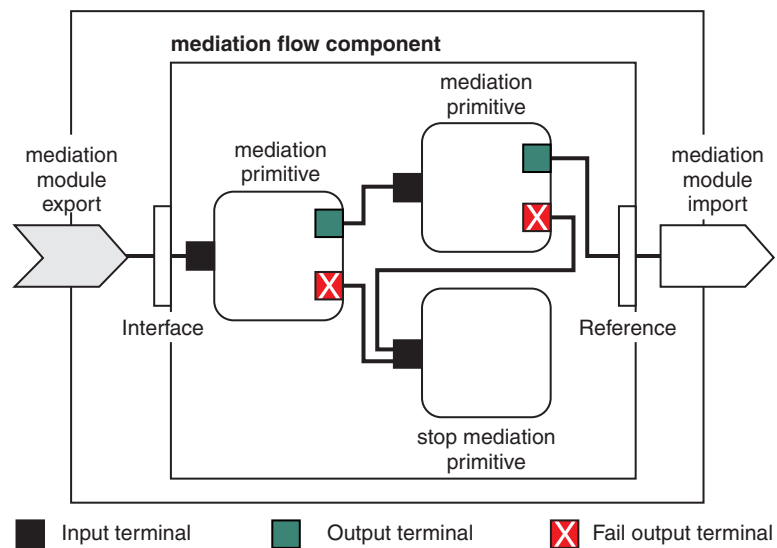 mediation flow component
mediation
primitive
mediation
module
export
mediation
primitive
mediation
module
import
Interface
Reference
stop mediation
primitive
Input terminal
Output terminal
Fail output terminal